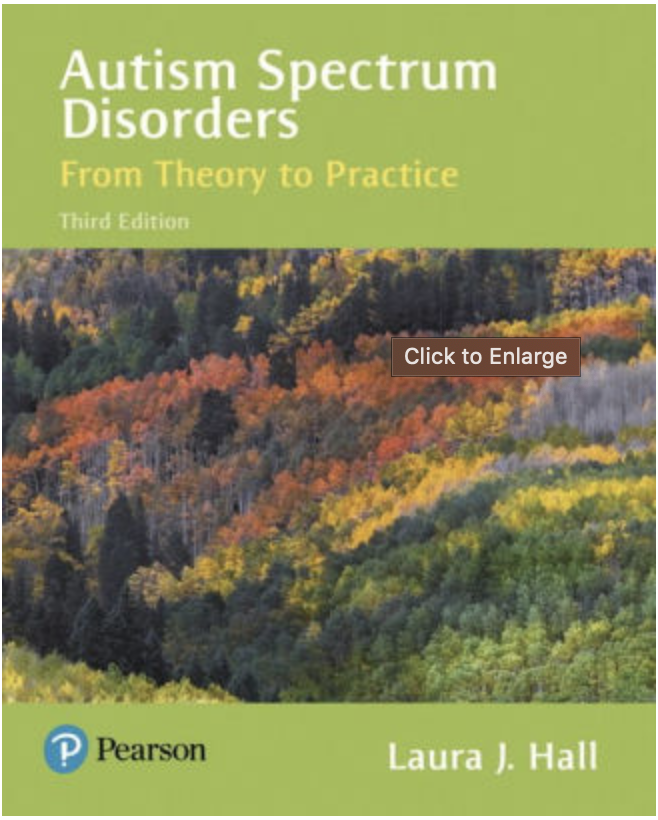 Autism Spectrum
Disorders
From Theory to Practice
Third Edition
Click to Enlarge
Pearson
Laura J. Hall